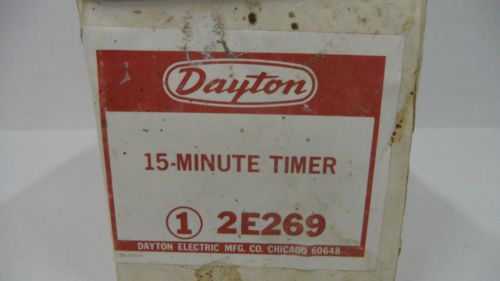 Dayton
15-MINUTE TIMER
1 2E269
DAYTON ELECTRIC MFG. CO. CHICAGO 60648